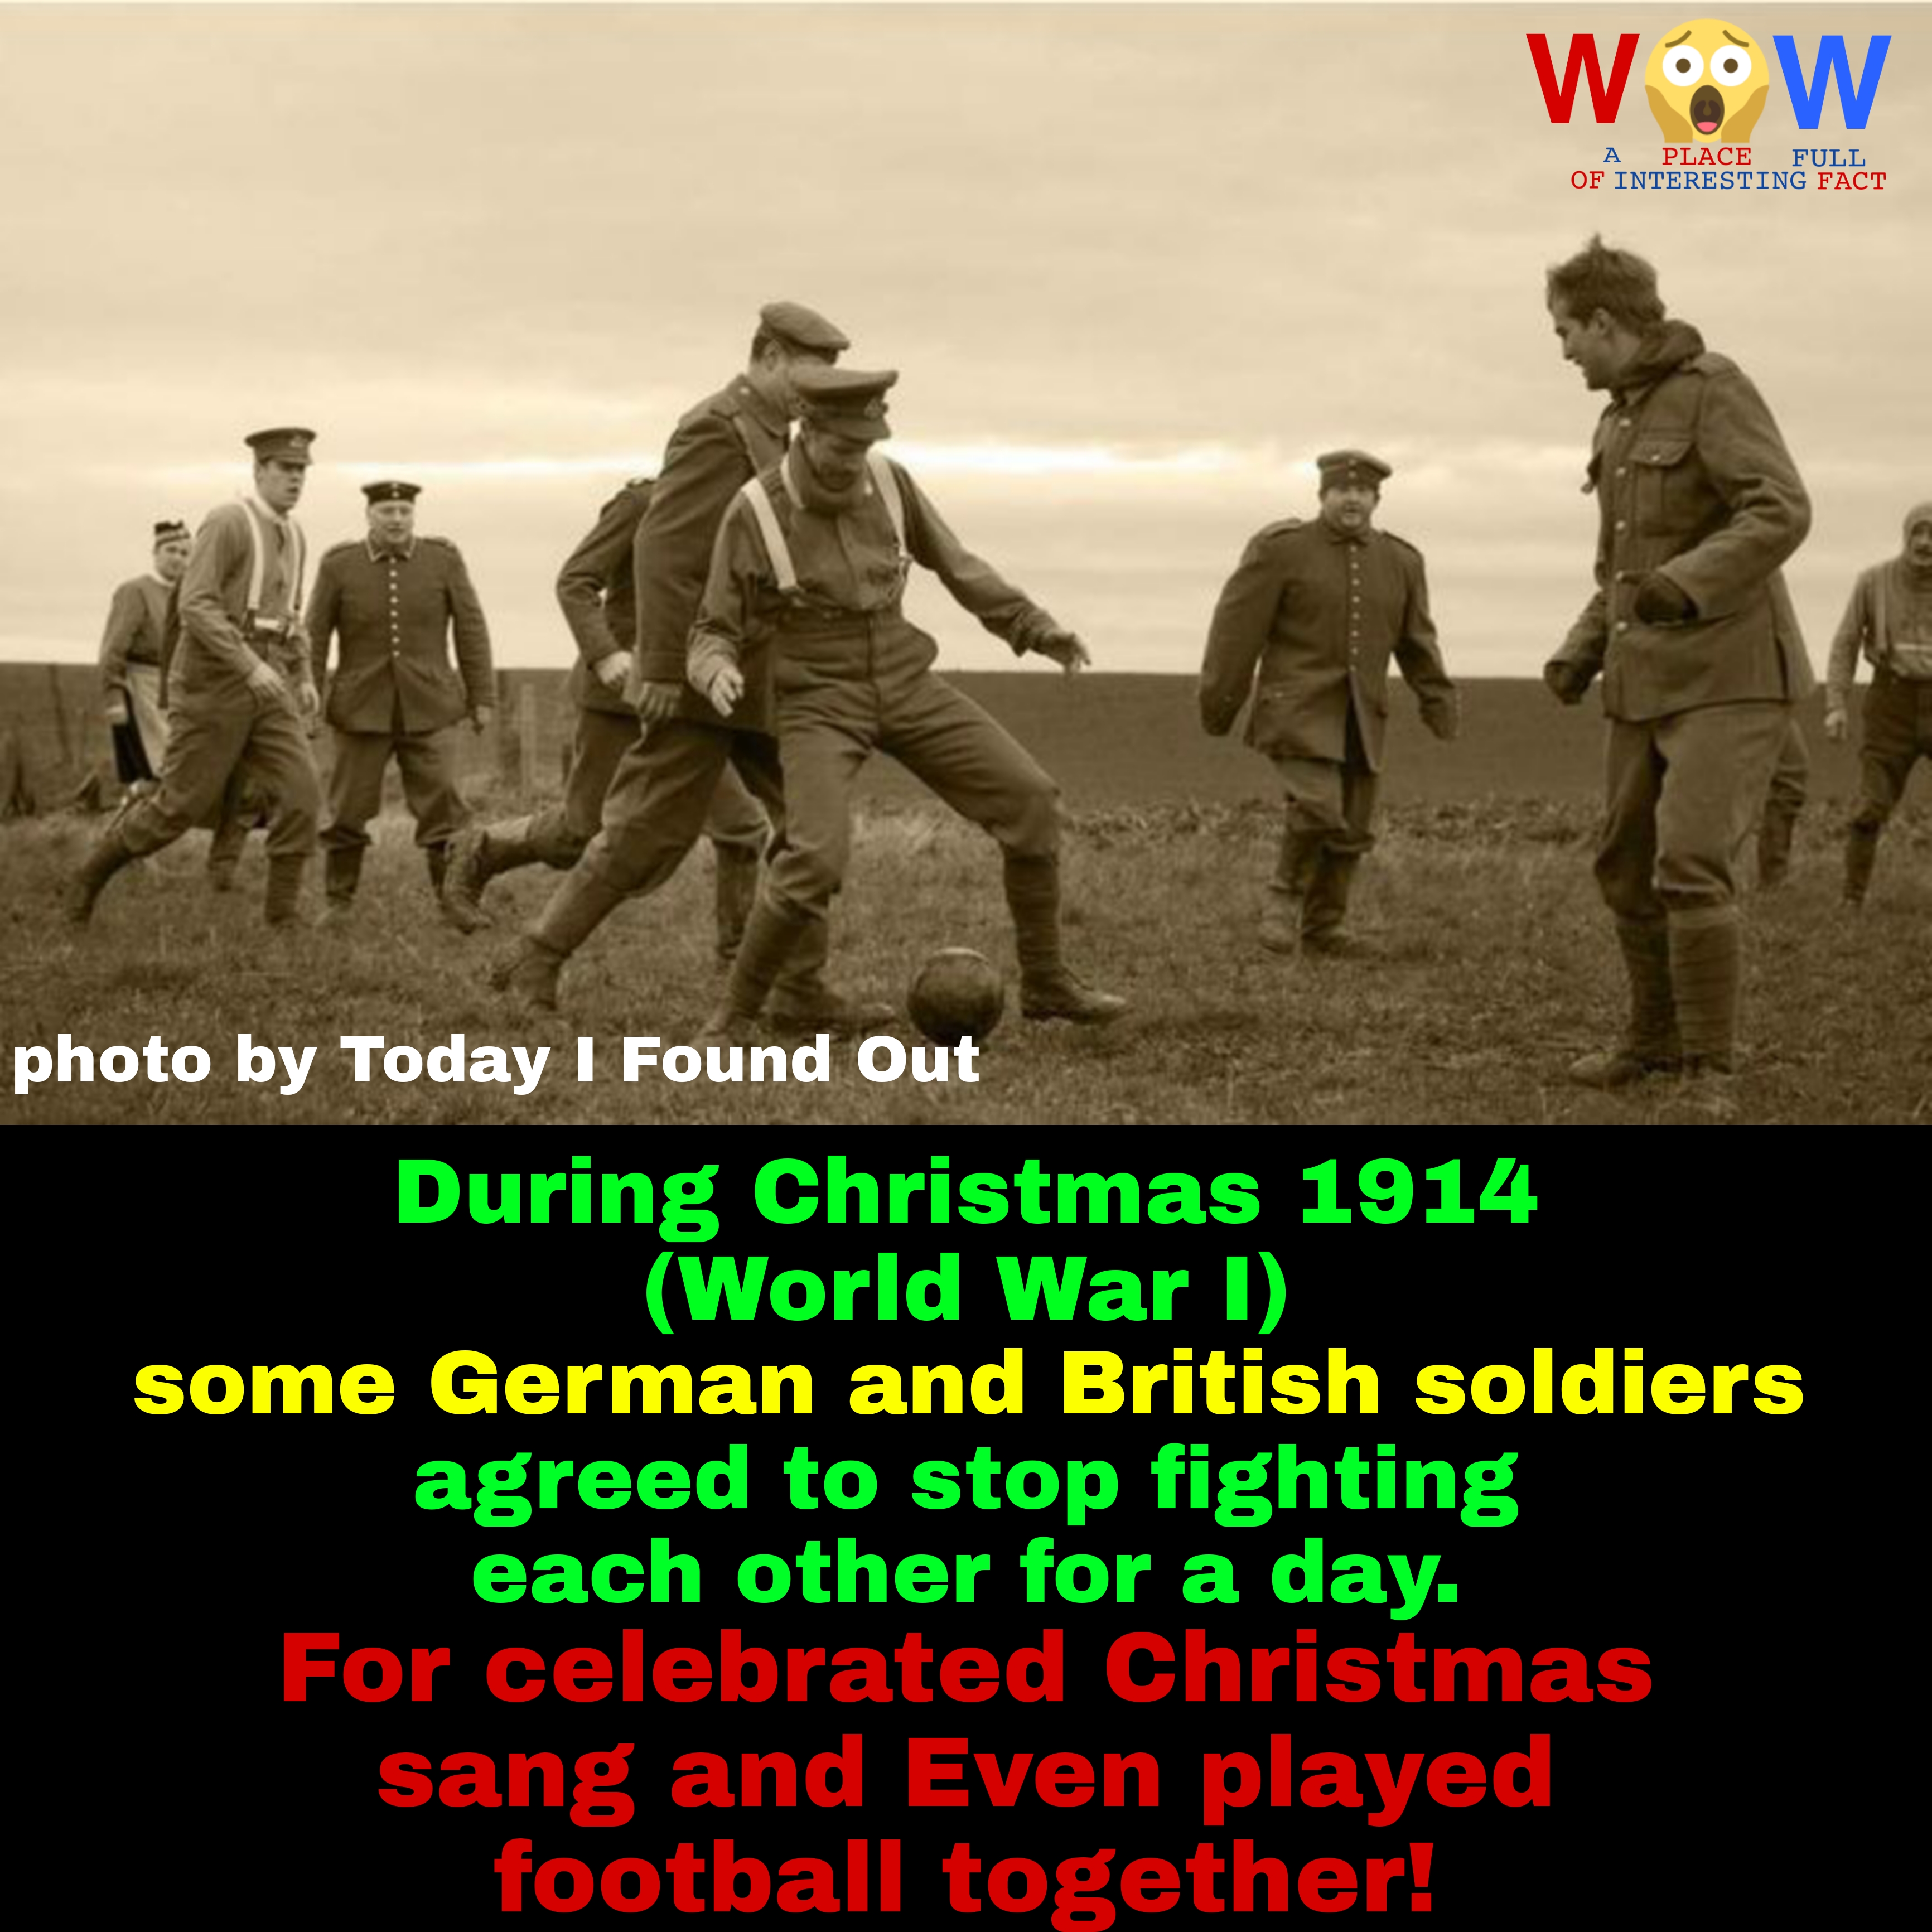 W😱W
A PLACE FULL
OF INTERESTING FACT
photo by Today I Found Out
During Christmas 1914
(World War I)
some German and British soldiers
agreed to stop fighting
each other for a day.
For celebrated Christmas
sang and Even played
football together!